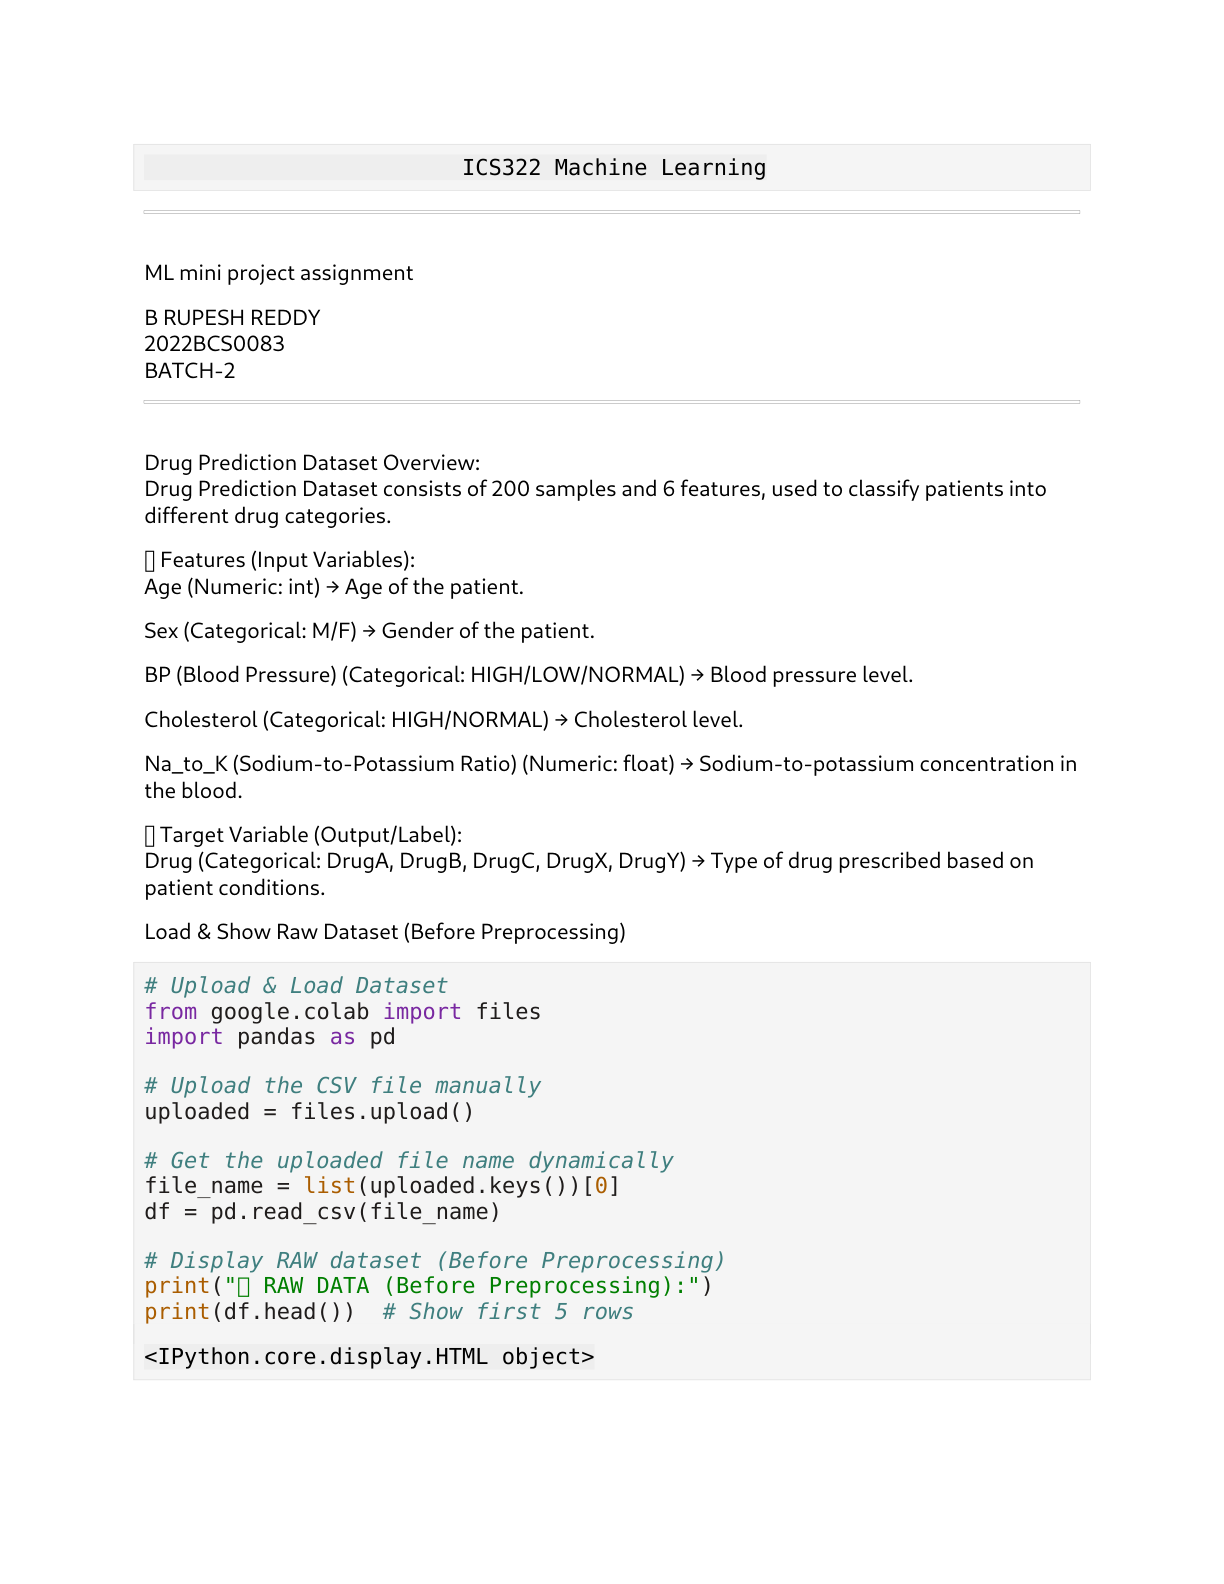 ICS322 Machine Learning
ML mini project assignment
B RUPESH REDDY
2022BCS0083
BATCH-2
Drug Prediction Dataset Overview:
Drug Prediction Dataset consists of 200 samples and 6 features, used to classify patients into
different drug categories.
▯ Features (Input Variables):
Age (Numeric: int) → Age of the patient.
Sex (Categorical: M/F) → Gender of the patient.
BP (Blood Pressure) (Categorical: HIGH/LOW/NORMAL) → Blood pressure level.
Cholesterol (Categorical: HIGH/NORMAL) → Cholesterol level.
Na_to_K (Sodium-to-Potassium Ratio) (Numeric: float) → Sodium-to-potassium concentration in
the blood.
▯ Target Variable (Output/Label):
Drug (Categorical: DrugA, DrugB, DrugC, DrugX, DrugY) → Type of drug prescribed based on
patient conditions.
Load & Show Raw Dataset (Before Preprocessing)
# Upload & Load Dataset
from google.colab import files
import pandas as pd
# Upload the CSV file manually
uploaded = files.upload()
# Get the uploaded file name dynamically
file_name = list(uploaded.keys())[0]
df = pd.read_csv(file_name)
# Display RAW dataset (Before Preprocessing)
print("▯ RAW DATA (Before Preprocessing):")
print(df.head())  # Show first 5 rows
<IPython.core.display.HTML object>